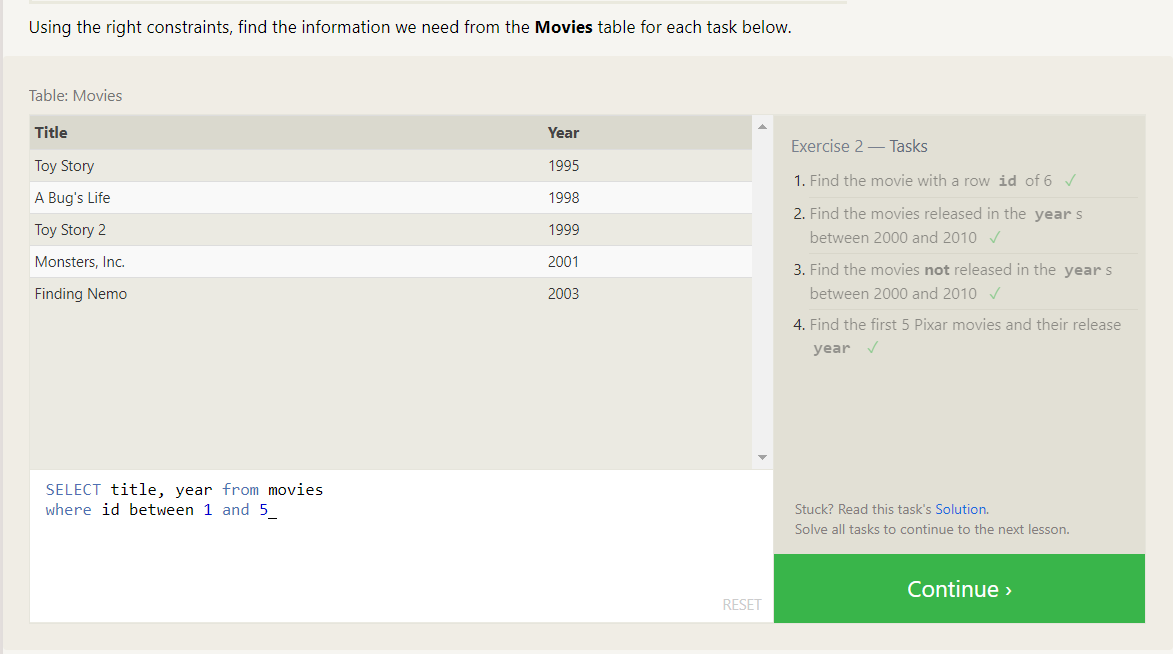 Using the right constraints, find the information we need from the Movies table for each task below.
Table: Movies
Title Year
Toy Story 1995
A Bug's Life 1998
Toy Story 2 1999
Monsters, Inc. 2001
Finding Nemo 2003
SELECT title, year from movies
where id between 1 and 5_
RESET
Exercise 2 — Tasks
1. Find the movie with a row id of 6 ✓
2. Find the movies released in the year s
between 2000 and 2010 ✓
3. Find the movies not released in the year s
between 2000 and 2010 ✓
4. Find the first 5 Pixar movies and their release
year ✓
Stuck? Read this task's Solution.
Solve all tasks to continue to the next lesson.
Continue ›